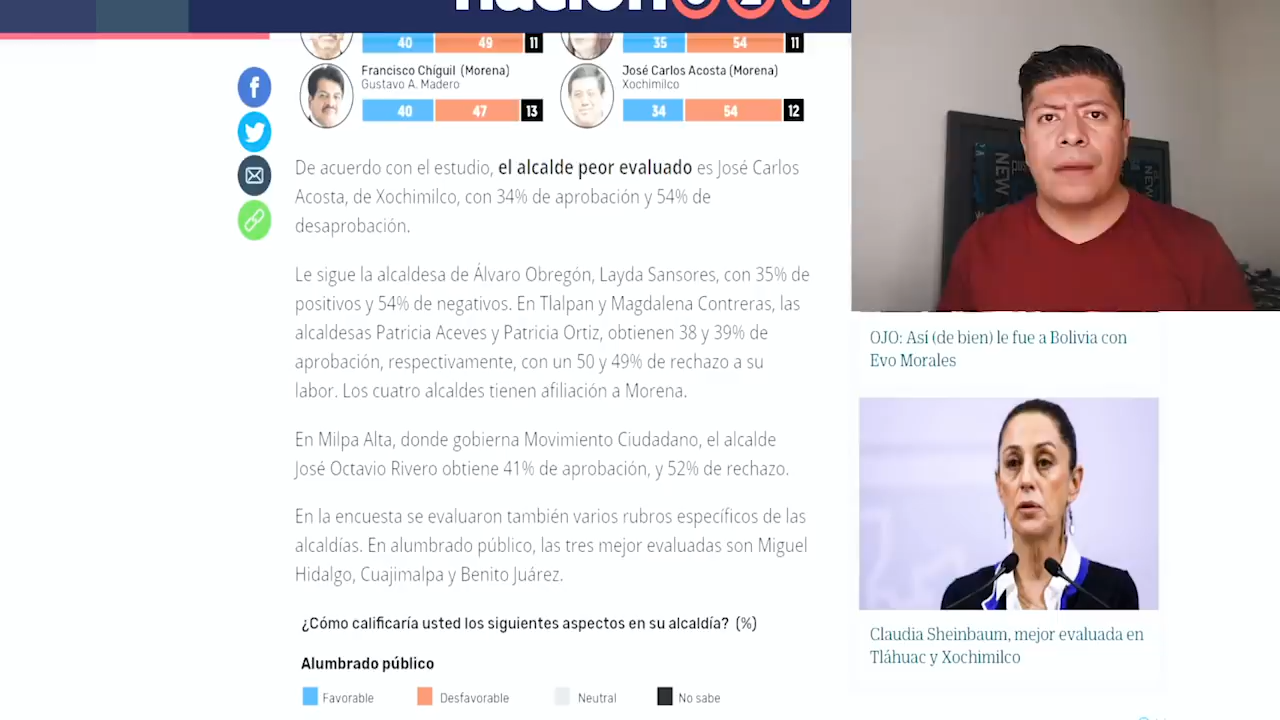 nación321
40 49 11
35 54 11
Francisco Chíguil (Morena)
Gustavo A. Madero
40 47 13
José Carlos Acosta (Morena)
Xochimilco
34 54 12
De acuerdo con el estudio, el alcalde peor evaluado es José Carlos
Acosta, de Xochimilco, con 34% de aprobación y 54% de
desaprobación.
Le sigue la alcaldesa de Álvaro Obregón, Layda Sansores, con 35% de
positivos y 54% de negativos. En Tlalpan y Magdalena Contreras, las
alcaldesas Patricia Aceves y Patricia Ortiz, obtienen 38 y 39% de
aprobación, respectivamente, con un 50 y 49% de rechazo a su
labor. Los cuatro alcaldes tienen afiliación a Morena.
En Milpa Alta, donde gobierna Movimiento Ciudadano, el alcalde
José Octavio Rivero obtiene 41% de aprobación, y 52% de rechazo.
En la encuesta se evaluaron también varios rubros específicos de las
alcaldías. En alumbrado público, las tres mejor evaluadas son Miguel
Hidalgo, Cuajimalpa y Benito Juárez.
¿Cómo calificaría usted los siguientes aspectos en su alcaldía? (%)
Alumbrado público
Favorable Desfavorable Neutral No sabe
NEW
NEW
OJO: Así (de bien) le fue a Bolivia con
Evo Morales
Claudia Sheinbaum, mejor evaluada en
Tláhuac y Xochimilco